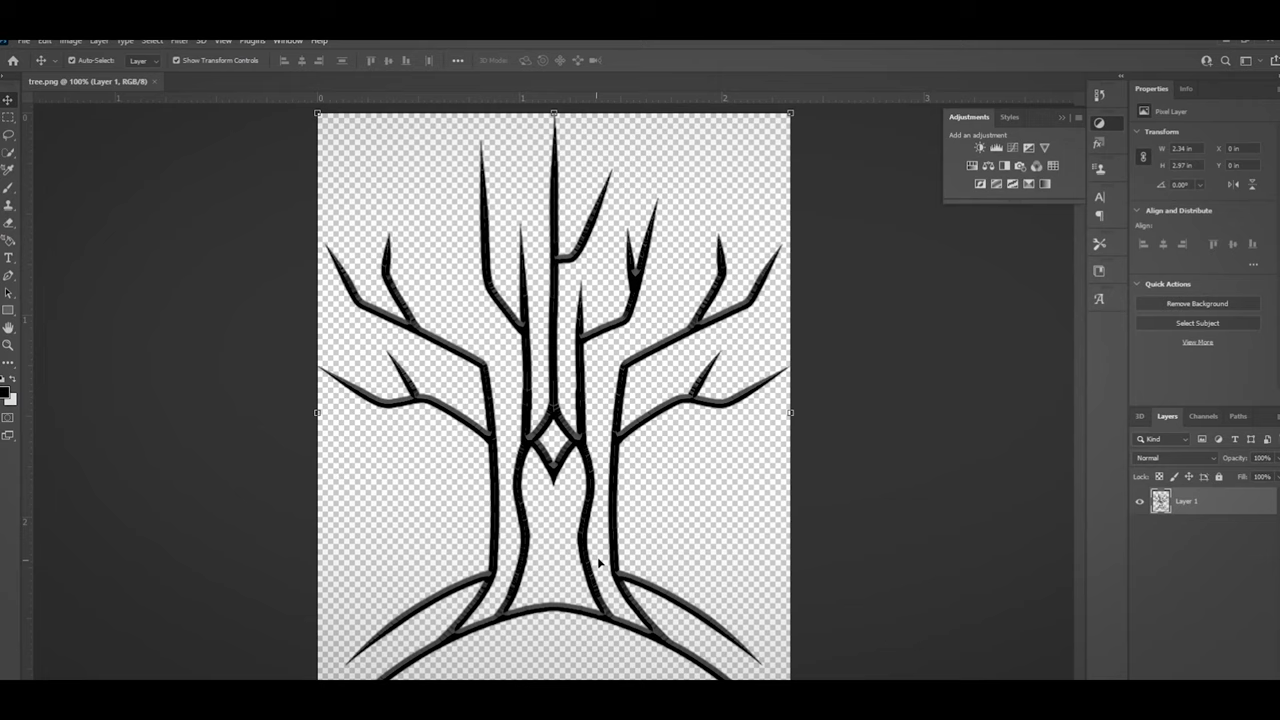 File Edit Image Layer Type Select Filter 3D Plugins Window Help
Auto-Select: Layer Show Transform Controls 3D Mode:
tree.png @ 100% (Layer 1, RGB/8)
1 0 1 2 3
0
1
2
Adjustments Styles
Add an adjustment
Properties Info
Pixel Layer
Transform
W 2.34 in X 0 in
H 2.97 in Y 0 in
0.00°
Align and Distribute
Align:
Quick Actions
Remove Background
Select Subject
View More
3D Layers Channels Paths
Kind
Normal Opacity: 100%
Lock: Fill: 100%
Layer 1